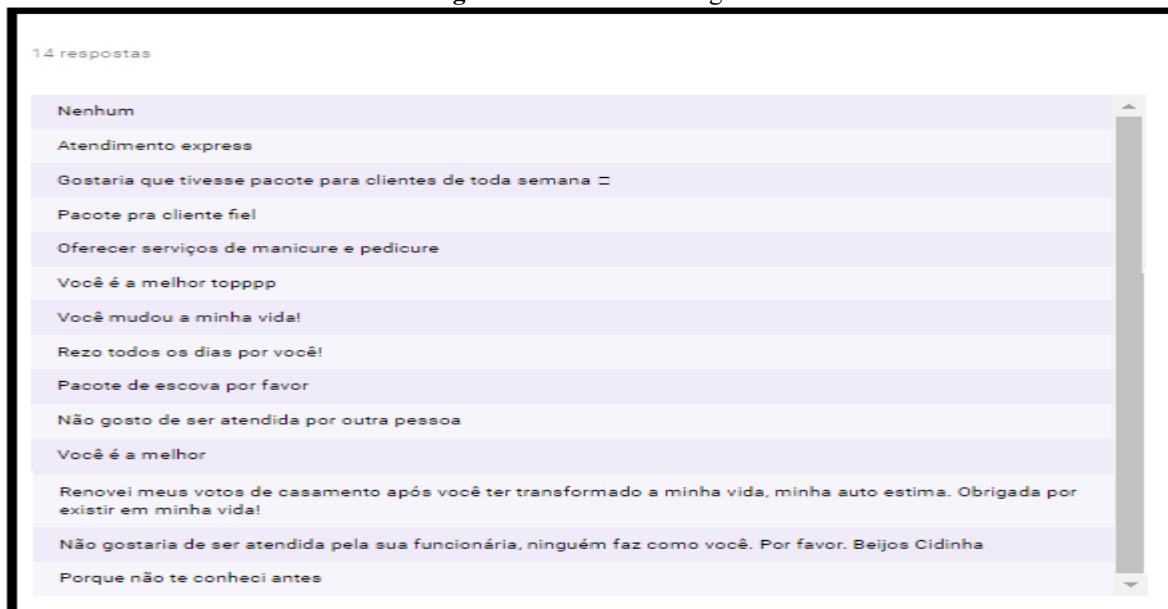 14 respostas
Nenhum
Atendimento express
Gostaria que tivesse pacote para clientes de toda semana
Pacote pra cliente fiel
Oferecer serviços de manicure e pedicure
Você é a melhor topppp
Você mudou a minha vida!
Rezo todos os dias por você!
Pacote de escova por favor
Não gosto de ser atendida por outra pessoa
Você é a melhor
Renovei meus votos de casamento após você ter transformado a minha vida, minha auto estima. Obrigada por
existir em minha vida!
Não gostaria de ser atendida pela sua funcionária, ninguém faz como você. Por favor. Beijos Cidinha
Porque não te conheci antes